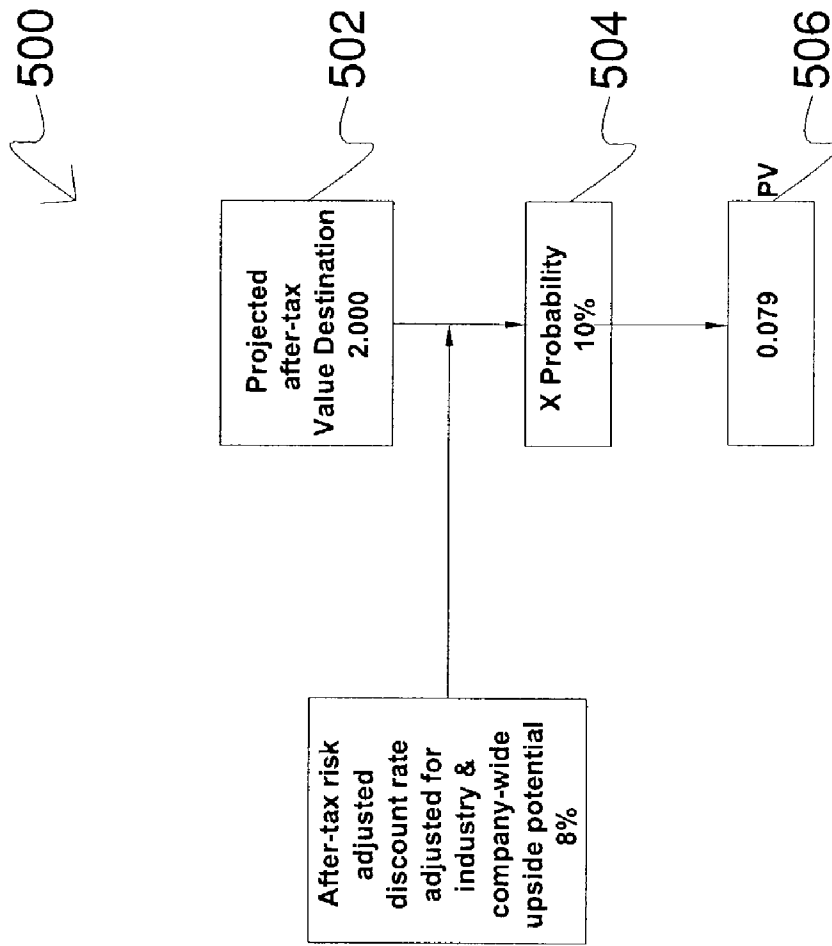 500
Projected
after-tax
Value Destination
2.000
502
After-tax risk
adjusted
discount rate
adjusted for
industry &
company-wide
upside potential
8%
X Probability
10%
504
0.079
PV
506